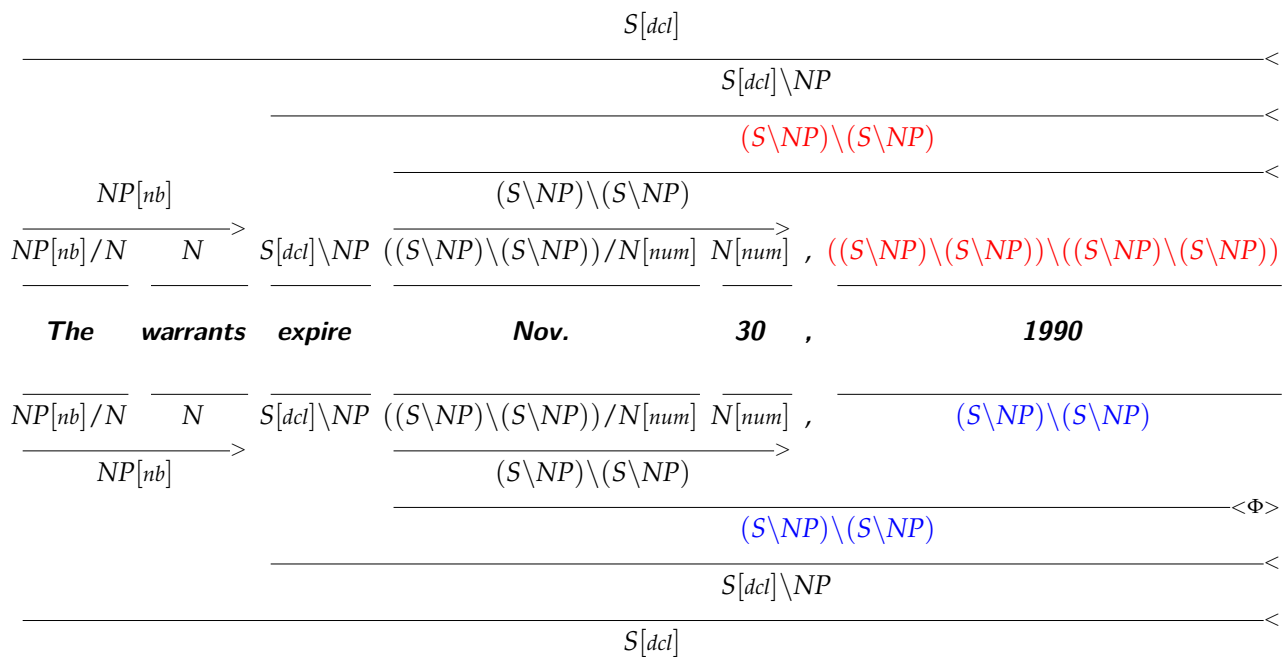 S[dcl]
<
S[dcl]\NP
<
(S\NP)\(S\NP)
<
NP[nb] (S\NP)\(S\NP)
> >
NP[nb]/N N S[dcl]\NP ((S\NP)\(S\NP))/N[num] N[num] , ((S\NP)\(S\NP))\((S\NP)\(S\NP))
The warrants expire Nov. 30 , 1990
NP[nb]/N N S[dcl]\NP ((S\NP)\(S\NP))/N[num] N[num] , (S\NP)\(S\NP)
> >
NP[nb] (S\NP)\(S\NP)
<Φ>
(S\NP)\(S\NP)
<
S[dcl]\NP
<
S[dcl]